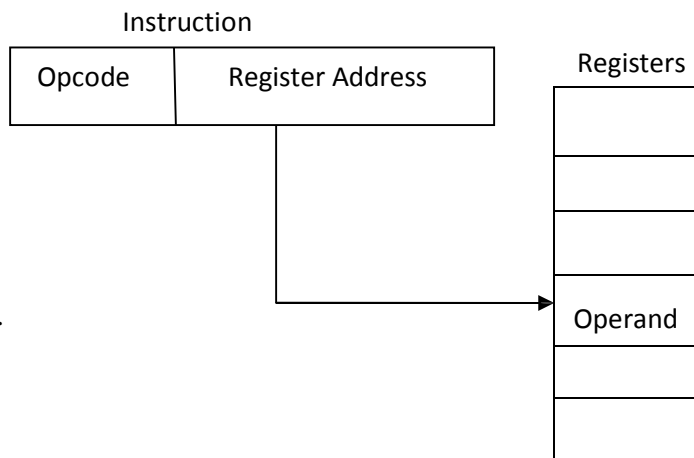 Instruction
Opcode
Register Address
Registers
Operand
.